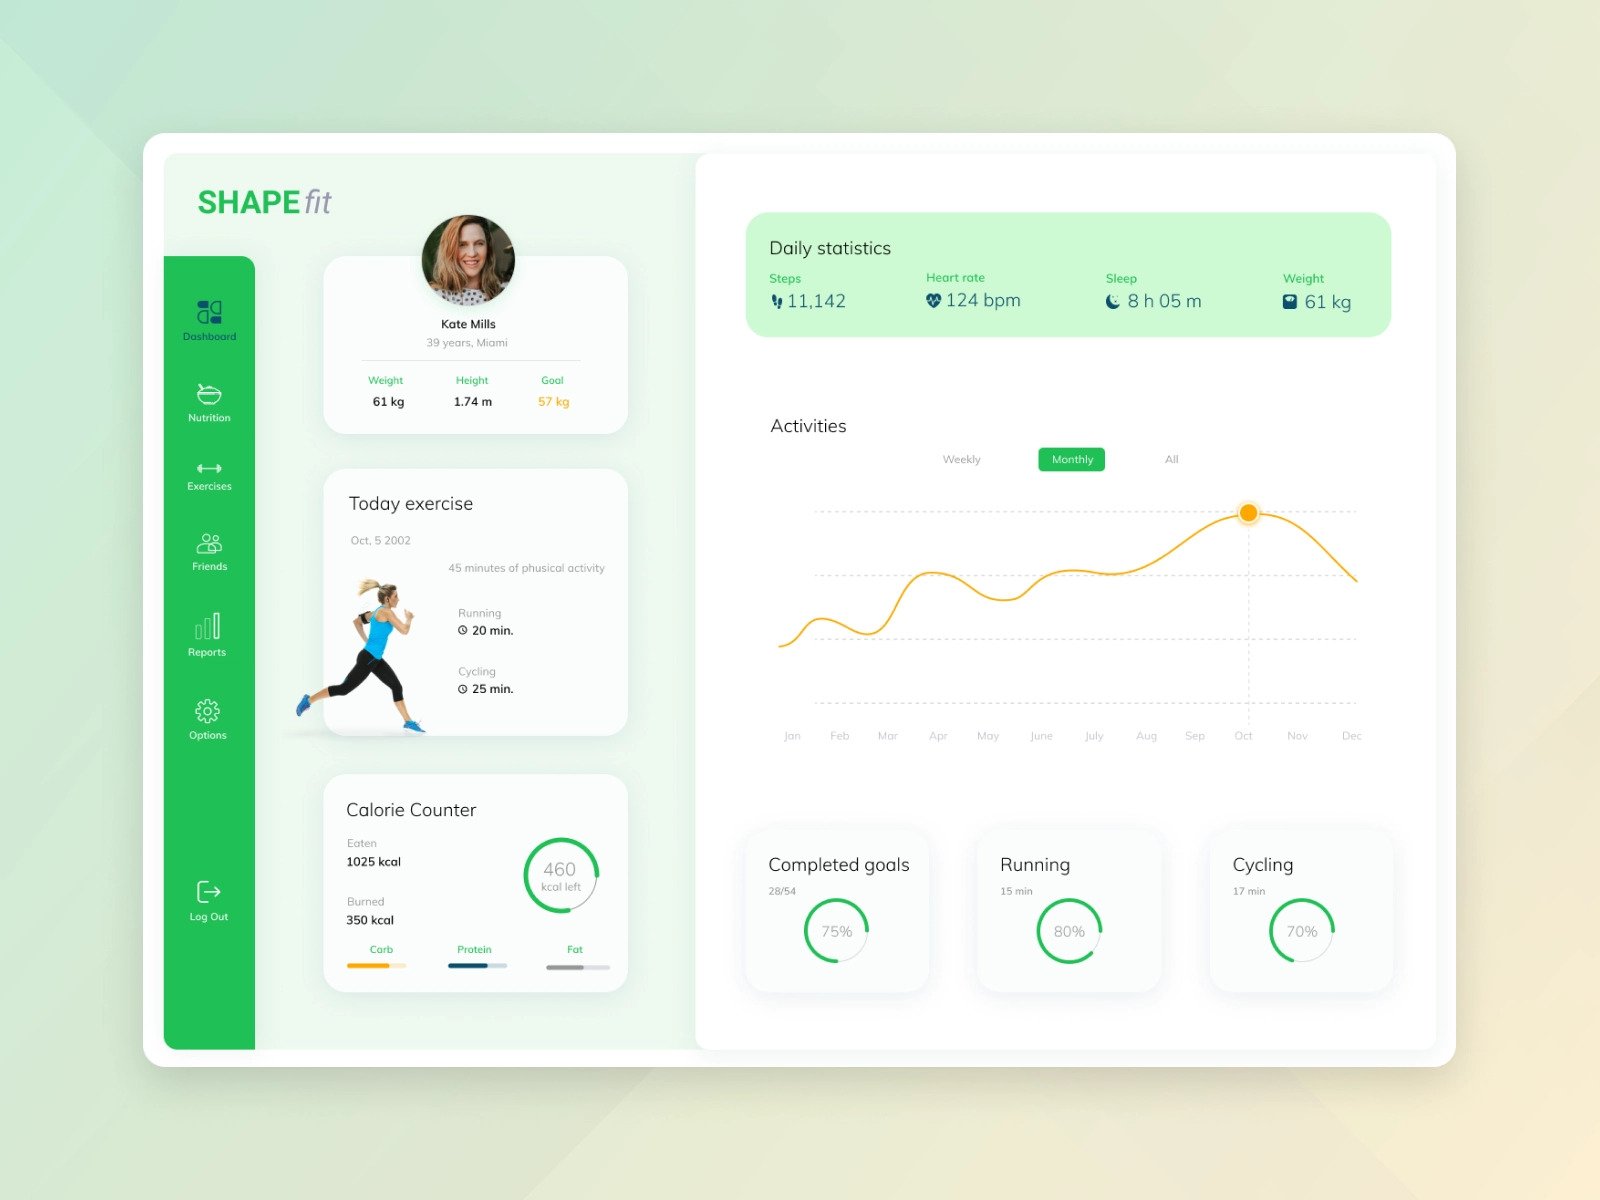 SHAPE fit
Dashboard
Nutrition
Exercises
Friends
Reports
Options
Log Out
Kate Mills
39 years, Miami
Weight Height Goal
61 kg 1.74 m 57 kg
Today exercise
Oct, 5 2002
45 minutes of phusical activity
Running
20 min.
Cycling
25 min.
Calorie Counter
Eaten
1025 kcal
Burned
350 kcal
460
kcal left
Carb Protein Fat
Daily statistics
Steps Heart rate Sleep Weight
11,142 124 bpm 8 h 05 m 61 kg
Activities
Weekly Monthly All
Jan Feb Mar Apr May June July Aug Sep Oct Nov Dec
Completed goals
28/54
75%
Running
15 min
80%
Cycling
17 min
70%